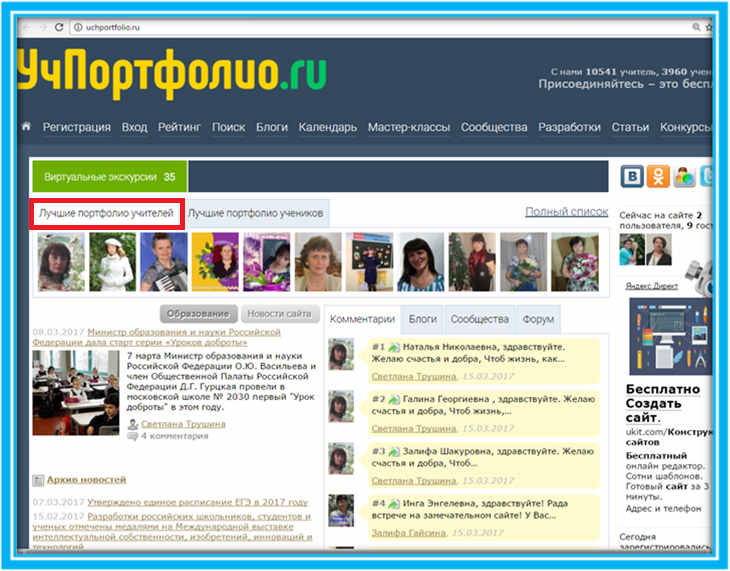 uchportfolio.ru
УчПортфолио.ru
С нами 10541 учитель, 3960 учени
Присоединяйтесь – это беспл
Регистрация Вход Рейтинг Поиск Блоги Календарь Мастер-классы Сообщества Разработки Статьи Конкурсы
Виртуальные экскурсии 35
Лучшие портфолио учителей Лучшие портфолио учеников Полный список
Образование Новости сайта
08.03.2017 Министр образования и науки Российской
Федерации дала старт серии «Уроков доброты»
7 марта Министр образования и науки
Российской Федерации О.Ю. Васильева и
член Общественной Палаты Российской
Федерации Д.Г. Гурцкая провели в
московской школе № 2030 первый "Урок
доброты" в этом году.
Светлана Трушина
4 комментария
Архив новостей
07.03.2017 Утверждено единое расписание ЕГЭ в 2017 году
15.02.2017 Разработки российских школьников, студентов и
ученых отмечены медалями на Международной выставке
интеллектуальной собственности, изобретений, инноваций и
технологий
Комментарии Блоги Сообщества Форум
#1 Наталья Николаевна, здравствуйте.
Желаю счастья и добра, Чтоб жизнь, как...
Светлана Трушина, 15.03.2017
#2 Галина Георгиевна , здравствуйте. Желаю
счастья и добра, Чтоб жизнь,...
Светлана Трушина, 15.03.2017
#3 Залифа Шакуровна, здравствуйте. Желаю
счастья и добра, Чтоб...
Светлана Трушина, 15.03.2017
#4 Инга Энгелевна, здравствуйте! Рада
встрече на замечательном сайте! У Вас...
Залифа Гайсина, 15.03.2017
Сейчас на сайте 2
пользователя, 9 гост
Яндекс Директ
Бесплатно
Создать
сайт.
ukit.com/Конструк
сайтов
Бесплатный
онлайн редактор.
Сотни шаблонов.
Готовый сайт за 3
минуты.
Адрес и телефон
Сегодня
зарегистрировались